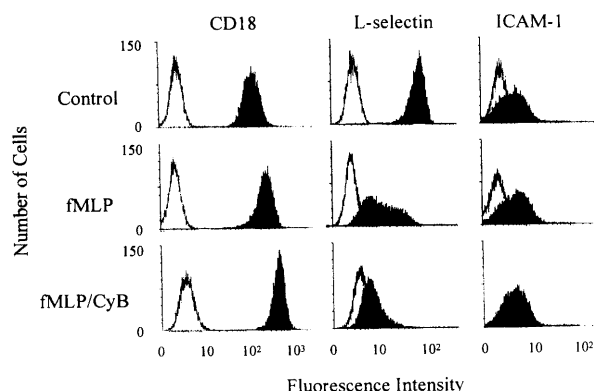 CD18 L-selectin ICAM-1
150
Control
0
150
fMLP
0
150
fMLP/CyB
0
0 10 10² 10³ 0 10 10² 0 10 10²
Number of Cells
Fluorescence Intensity